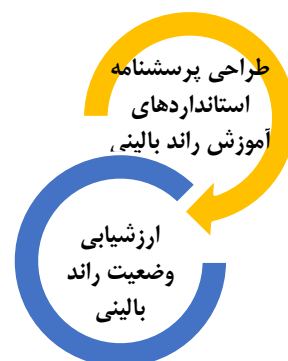 طراحی پرسشنامه
استانداردهای
آموزش راند بالینی
ارزشیابی
وضعیت راند
بالینی